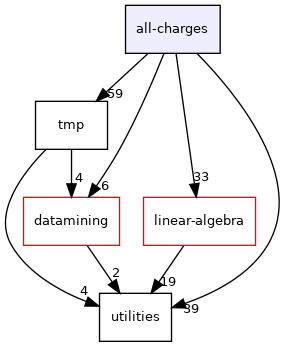 all-charges
59
tmp
4
6
33
datamining
linear-algebra
2
19
4
39
utilities